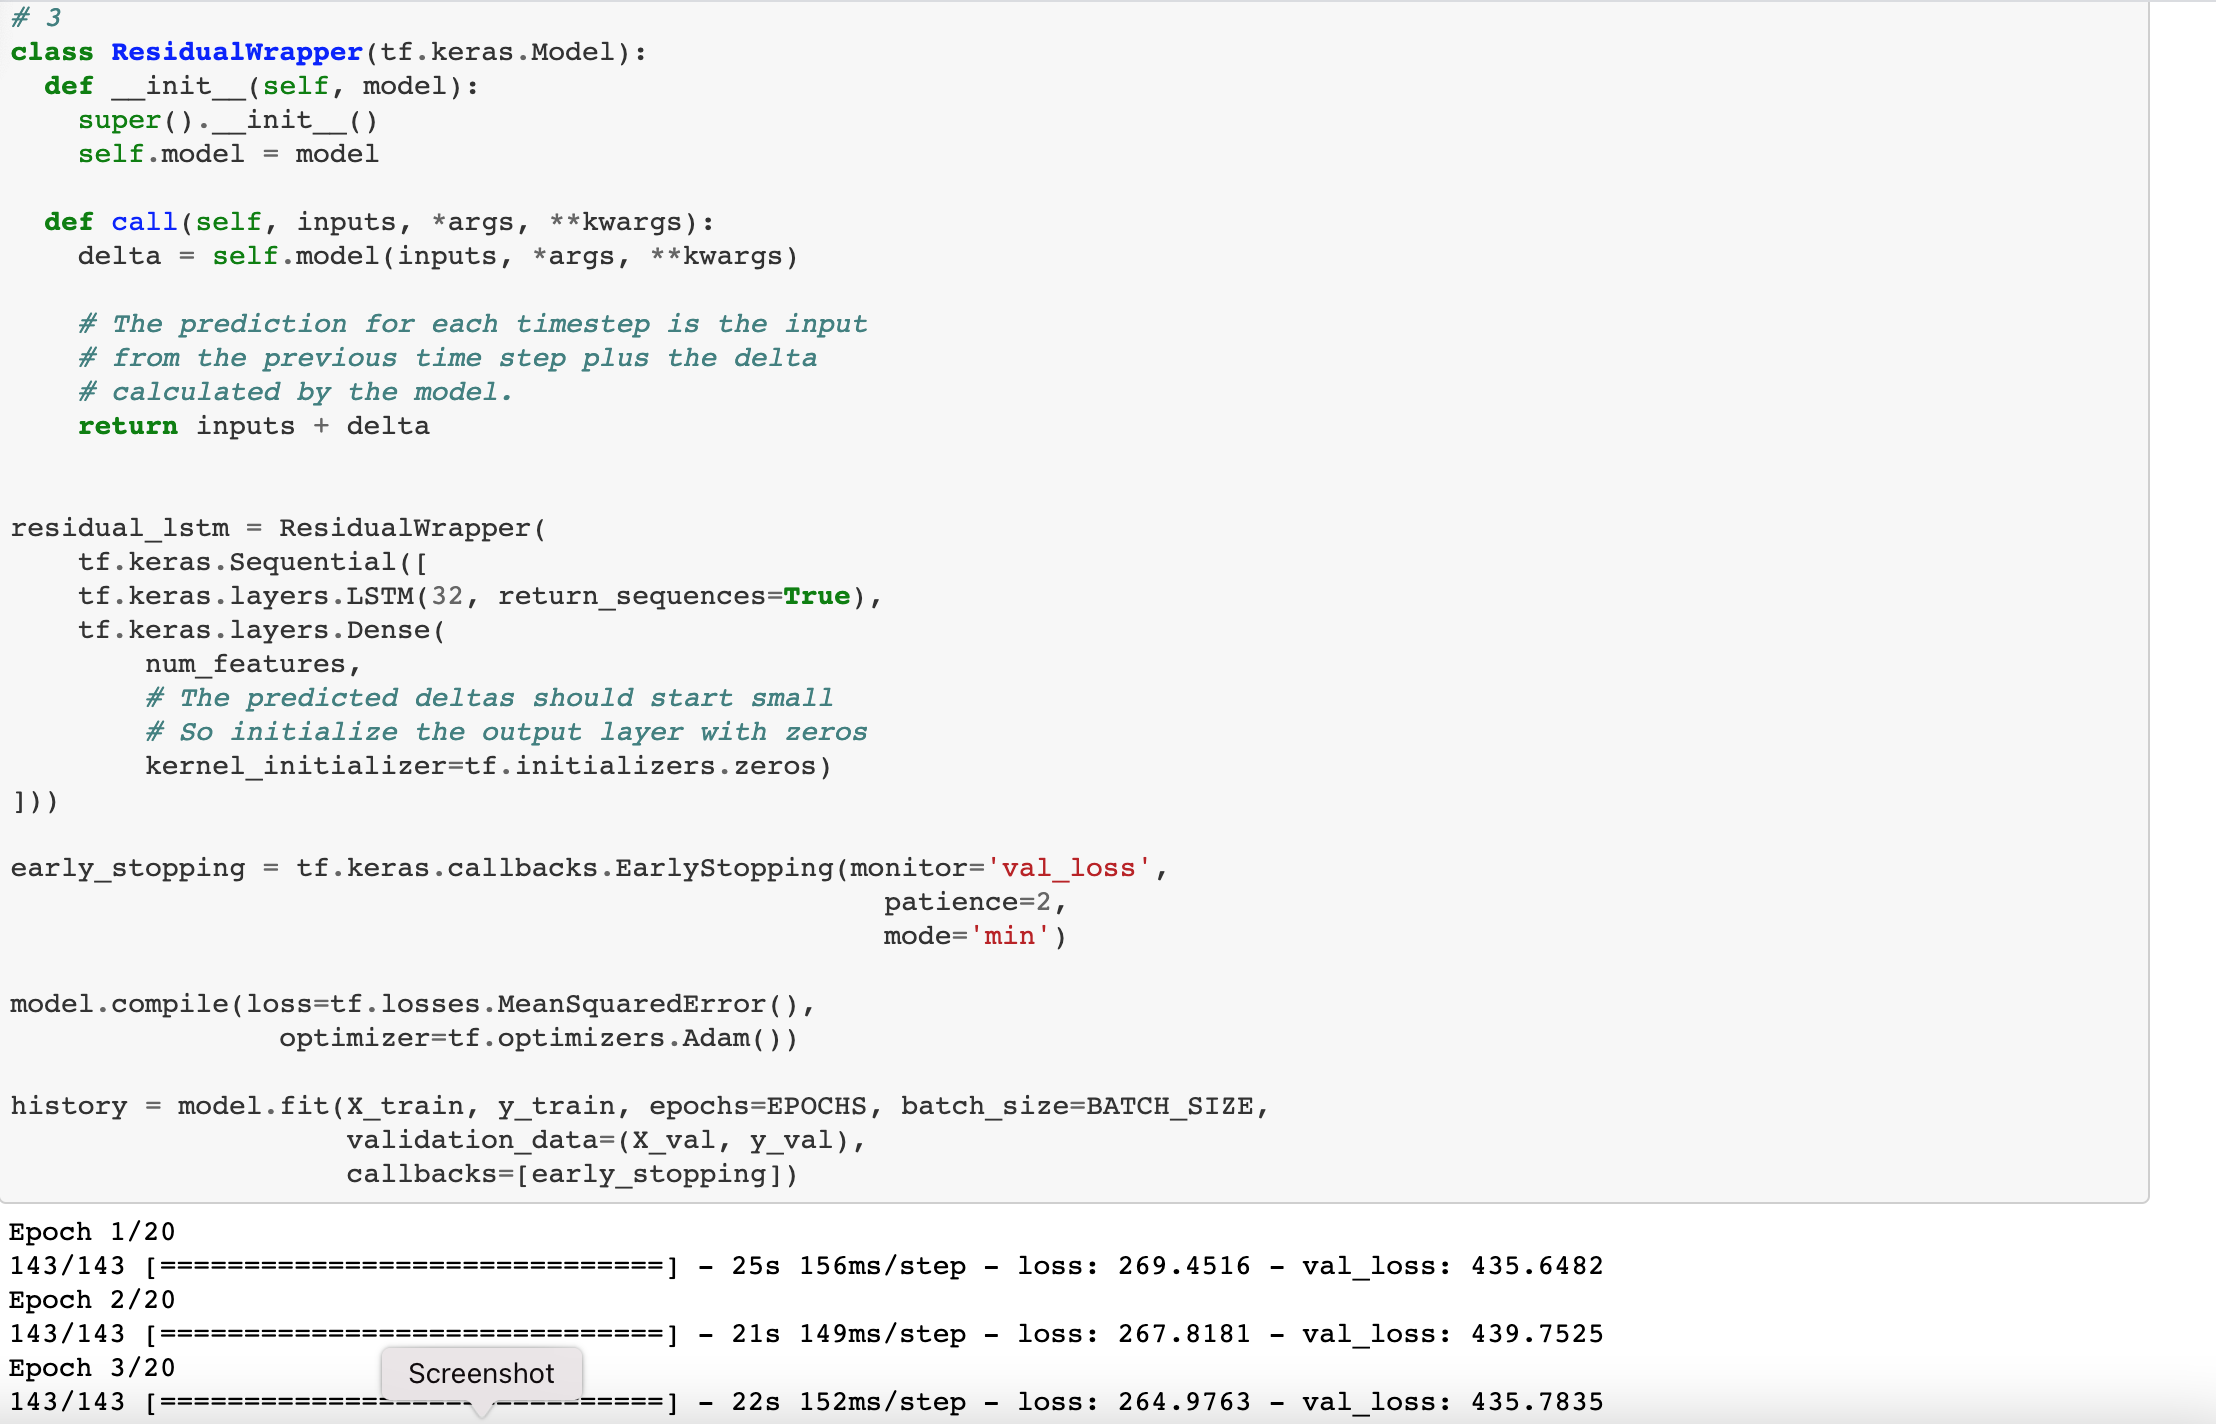 # 3
class ResidualWrapper(tf.keras.Model):
  def __init__(self, model):
    super().__init__()
    self.model = model

  def call(self, inputs, *args, **kwargs):
    delta = self.model(inputs, *args, **kwargs)

    # The prediction for each timestep is the input
    # from the previous time step plus the delta
    # calculated by the model.
    return inputs + delta


residual_lstm = ResidualWrapper(
    tf.keras.Sequential([
    tf.keras.layers.LSTM(32, return_sequences=True),
    tf.keras.layers.Dense(
        num_features,
        # The predicted deltas should start small
        # So initialize the output layer with zeros
        kernel_initializer=tf.initializers.zeros)
]))

early_stopping = tf.keras.callbacks.EarlyStopping(monitor='val_loss',
                                                    patience=2,
                                                    mode='min')

model.compile(loss=tf.losses.MeanSquaredError(),
                optimizer=tf.optimizers.Adam())

history = model.fit(X_train, y_train, epochs=EPOCHS, batch_size=BATCH_SIZE,
                    validation_data=(X_val, y_val),
                    callbacks=[early_stopping])
Epoch 1/20
143/143 [==============================] - 25s 156ms/step - loss: 269.4516 - val_loss: 435.6482
Epoch 2/20
143/143 [==============================] - 21s 149ms/step - loss: 267.8181 - val_loss: 439.7525
Epoch 3/20
Screenshot
143/143 [==============================] - 22s 152ms/step - loss: 264.9763 - val_loss: 435.7835